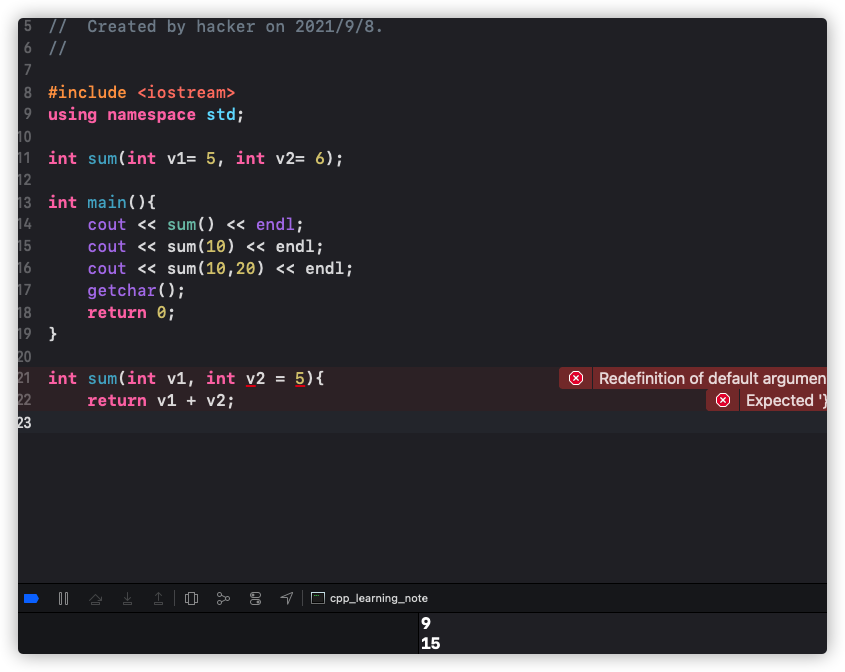 5 //  Created by hacker on 2021/9/8.
6 //
7
8 #include <iostream>
9 using namespace std;
10
11 int sum(int v1= 5, int v2= 6);
12
13 int main(){
14     cout << sum() << endl;
15     cout << sum(10) << endl;
16     cout << sum(10,20) << endl;
17     getchar();
18     return 0;
19 }
20
21 int sum(int v1, int v2 = 5){ Redefinition of default argumen
22     return v1 + v2; Expected '}
23
cpp_learning_note
9
15